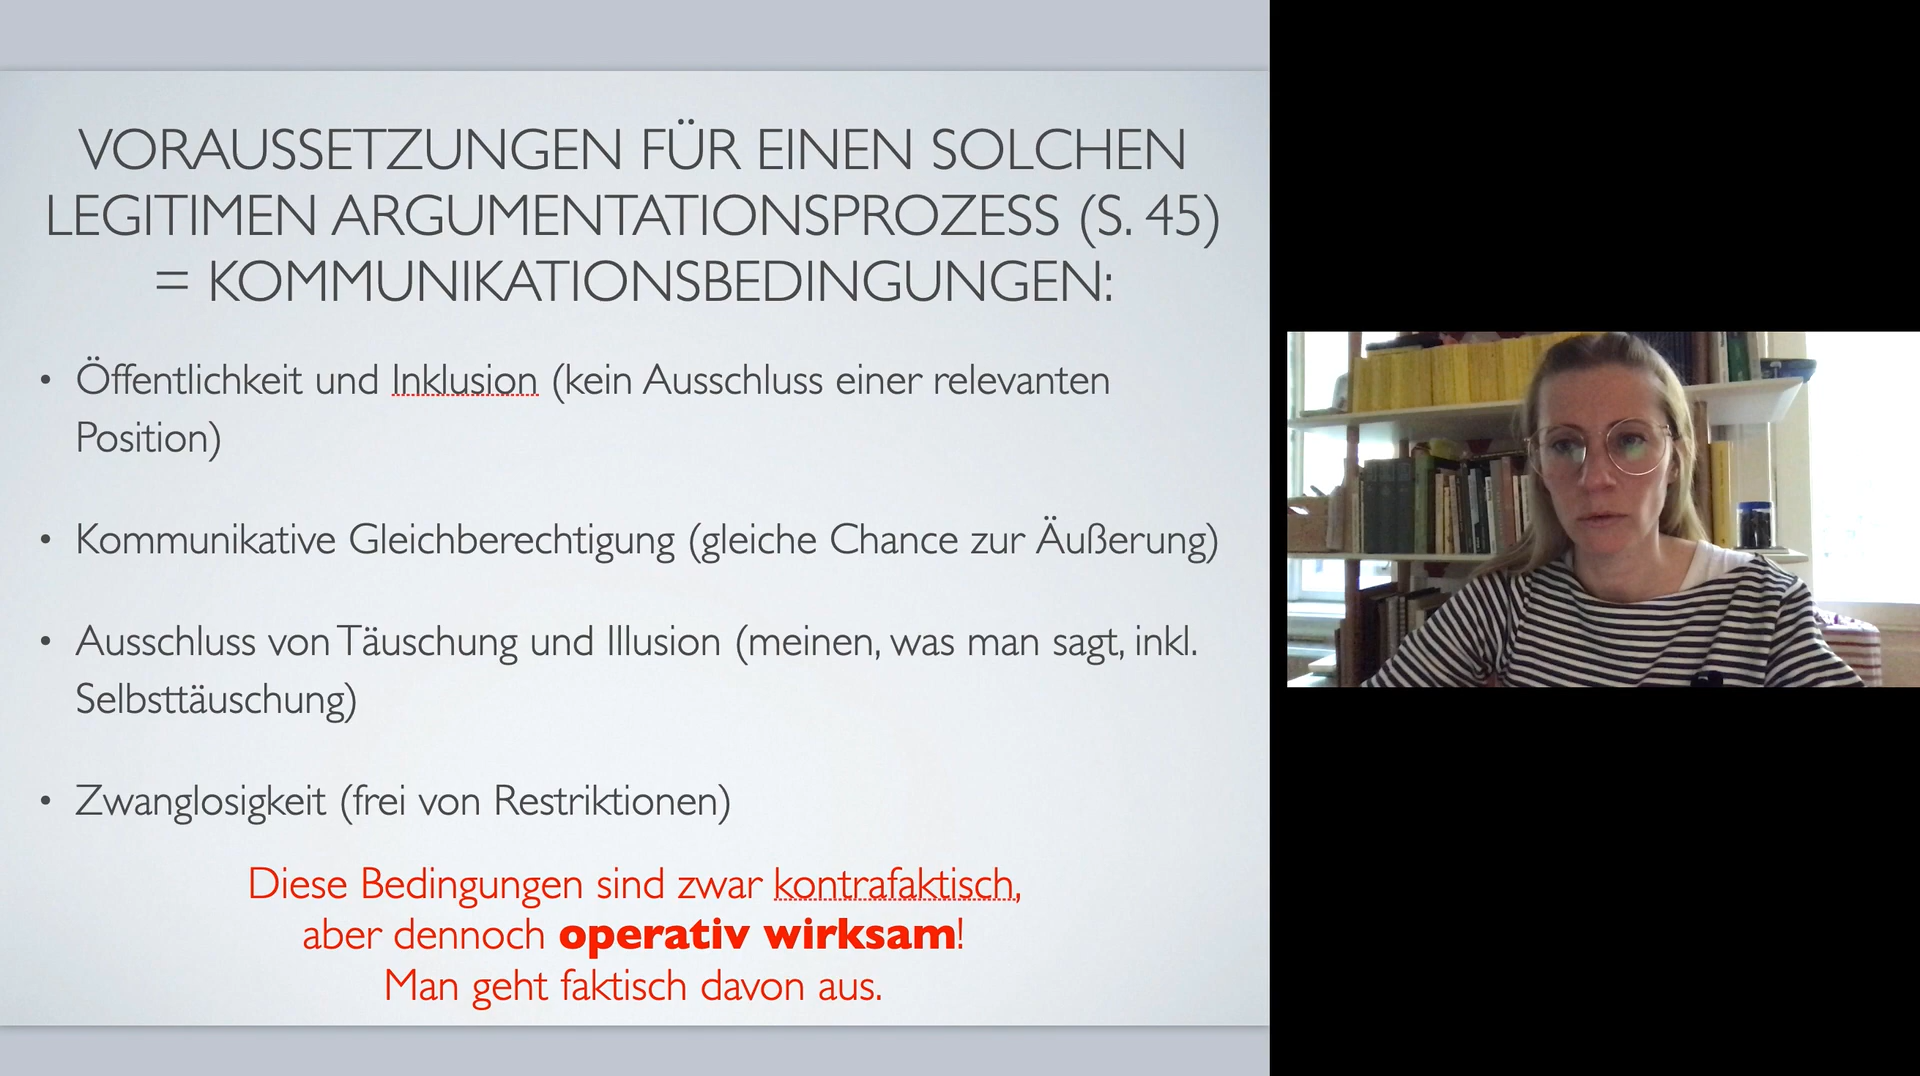 VORAUSSETZUNGEN FÜR EINEN SOLCHEN
LEGITIMEN ARGUMENTATIONSPROZESS (S. 45)
= KOMMUNIKATIONSBEDINGUNGEN:
• Öffentlichkeit und Inklusion (kein Ausschluss einer relevanten
Position)
• Kommunikative Gleichberechtigung (gleiche Chance zur Äußerung)
• Ausschluss von Täuschung und Illusion (meinen, was man sagt, inkl.
Selbsttäuschung)
• Zwanglosigkeit (frei von Restriktionen)
Diese Bedingungen sind zwar kontrafaktisch,
aber dennoch operativ wirksam!
Man geht faktisch davon aus.